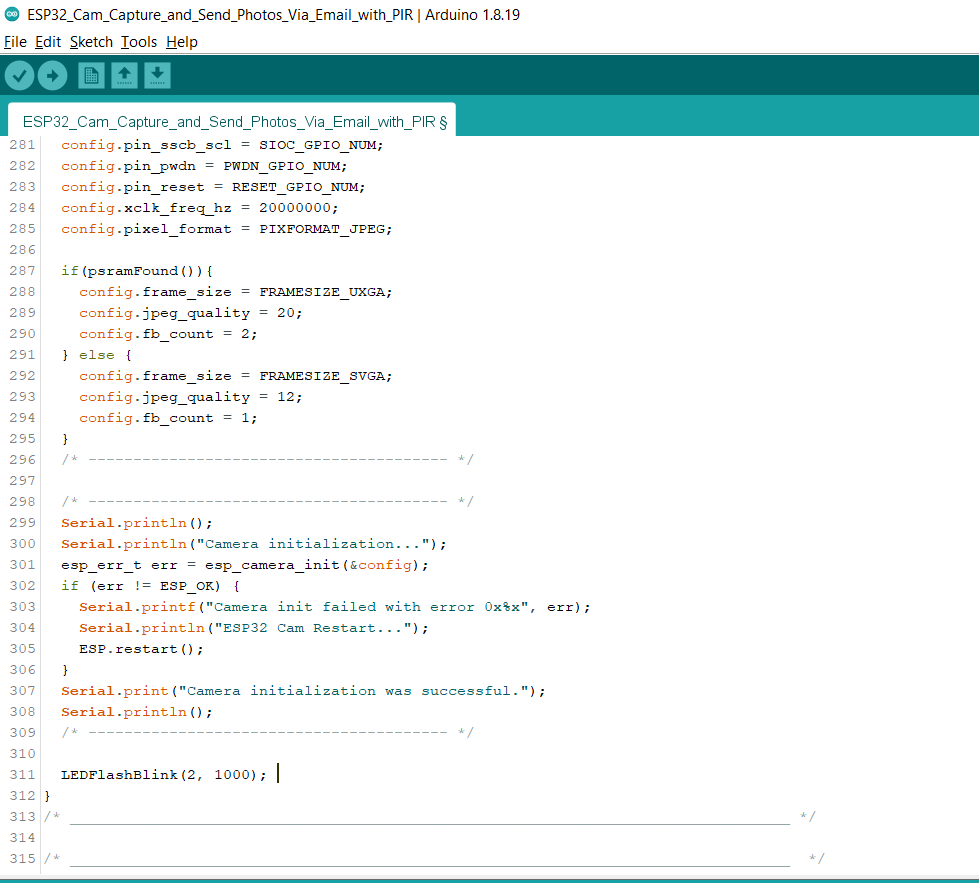 ESP32_Cam_Capture_and_Send_Photos_Via_Email_with_PIR | Arduino 1.8.19
File Edit Sketch Tools Help
ESP32_Cam_Capture_and_Send_Photos_Via_Email_with_PIR §
281 config.pin_sscb_scl = SIOC_GPIO_NUM;
282 config.pin_pwdn = PWDN_GPIO_NUM;
283 config.pin_reset = RESET_GPIO_NUM;
284 config.xclk_freq_hz = 20000000;
285 config.pixel_format = PIXFORMAT_JPEG;
286
287 if(psramFound()){
288 config.frame_size = FRAMESIZE_UXGA;
289 config.jpeg_quality = 20;
290 config.fb_count = 2;
291 } else {
292 config.frame_size = FRAMESIZE_SVGA;
293 config.jpeg_quality = 12;
294 config.fb_count = 1;
295 }
296 /* ---------------------------------------- */
297
298 /* ---------------------------------------- */
299 Serial.println();
300 Serial.println("Camera initialization...");
301 esp_err_t err = esp_camera_init(&config);
302 if (err != ESP_OK) {
303 Serial.printf("Camera init failed with error 0x%x", err);
304 Serial.println("ESP32 Cam Restart...");
305 ESP.restart();
306 }
307 Serial.print("Camera initialization was successful.");
308 Serial.println();
309 /* ---------------------------------------- */
310
311 LEDFlashBlink(2, 1000);
312 }
313 /* ________________________________________________________________________________ */
314
315 /* ________________________________________________________________________________ */